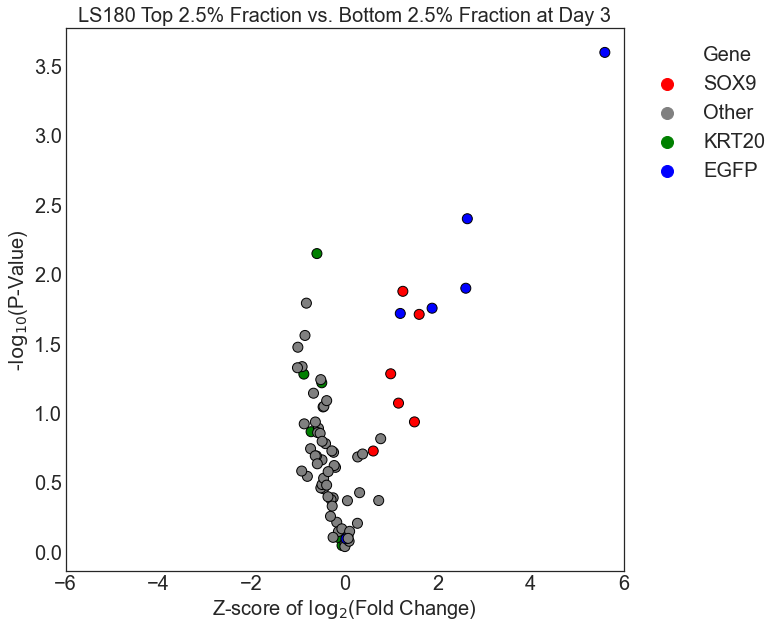 LS180 Top 2.5% Fraction vs. Bottom 2.5% Fraction at Day 3
Gene
SOX9
Other
KRT20
EGFP
-log10(P-Value)
3.5
3.0
2.5
2.0
1.5
1.0
0.5
0.0
−6 −4 −2 0 2 4 6
Z-score of log2(Fold Change)